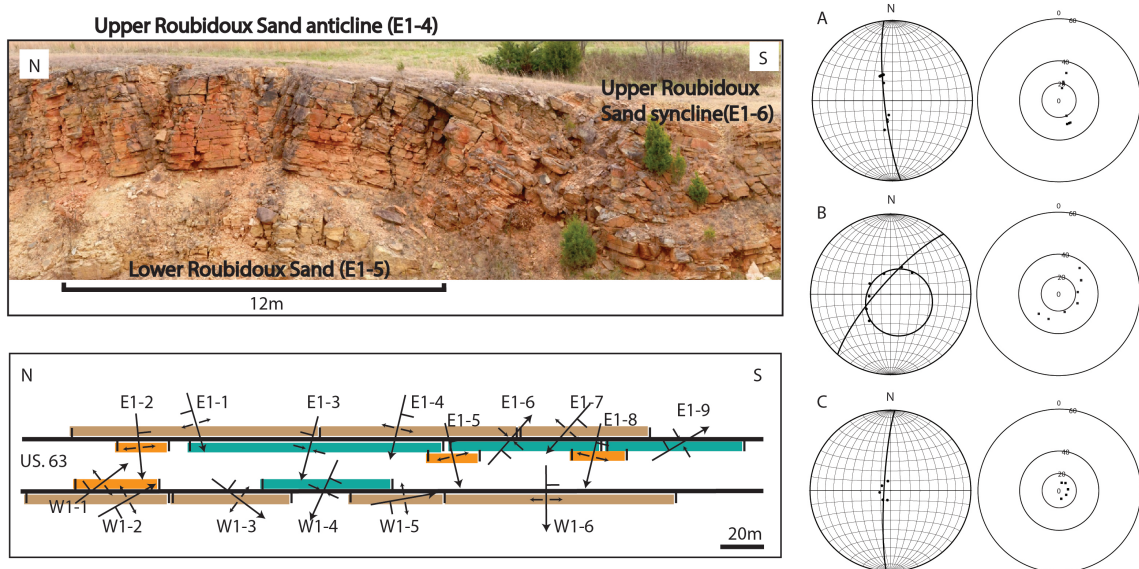 Upper Roubidoux Sand anticline (E1-4)
N
S
Upper Roubidoux
Sand syncline(E1-6)
Lower Roubidoux Sand (E1-5)
12m
N
S
E1-2
E1-1
E1-3
E1-4
E1-5
E1-6
E1-7
E1-8
E1-9
US. 63
W1-1
W1-2
W1-3
W1-4
W1-5
W1-6
20m
A
N
0
60
40
0
B
N
0
60
40
20
0
C
N
0
60
40
20
0